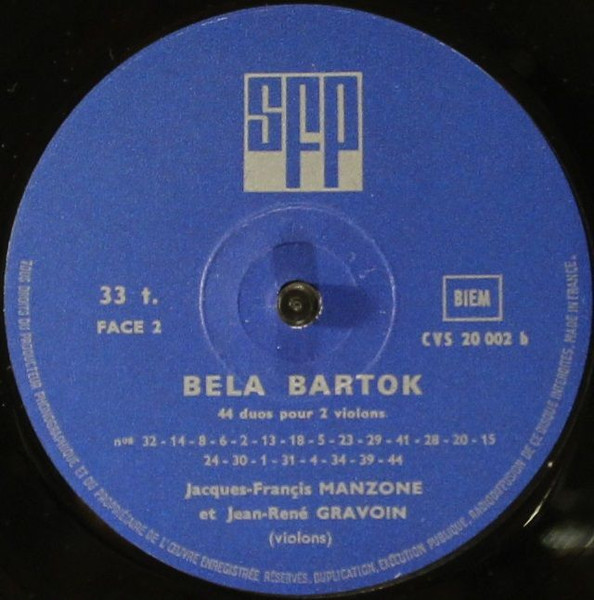 SFP
33 t.
FACE 2
BIEM
CVS 20 002 b
BELA BARTOK
44 duos pour 2 violons
nos 32 - 14 - 8 - 6 - 2 - 13 - 18 - 5 - 23 - 29 - 41 - 28 - 20 - 15
24 - 30 - 1 - 31 - 4 - 34 - 39 - 44
Jacques-Françis MANZONE
et Jean-René GRAVOIN
(violons)
TOUS DROITS DU PRODUCTEUR PHONOGRAPHIQUE ET DU PROPRIÉTAIRE DE L'ŒUVRE ENREGISTRÉE RÉSERVÉS. DUPLICATION, EXÉCUTION PUBLIQUE, RADIODIFFUSION DE CE DISQUE INTERDITES. MADE IN FRANCE.